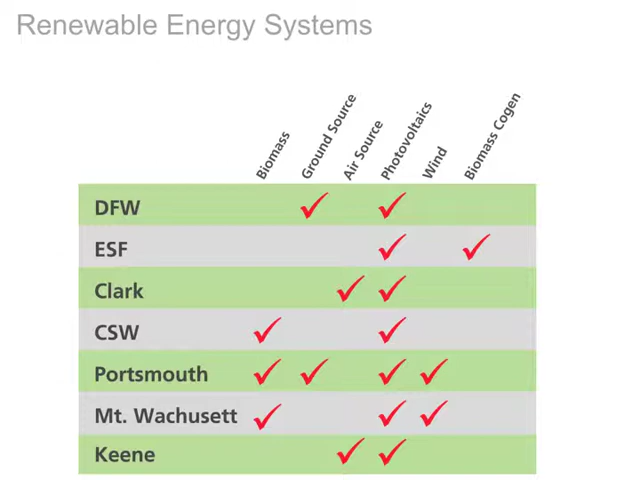 Renewable Energy Systems
Biomass
Ground Source
Air Source
Photovoltaics
Wind
Biomass Cogen
DFW
ESF
Clark
CSW
Portsmouth
Mt. Wachusett
Keene